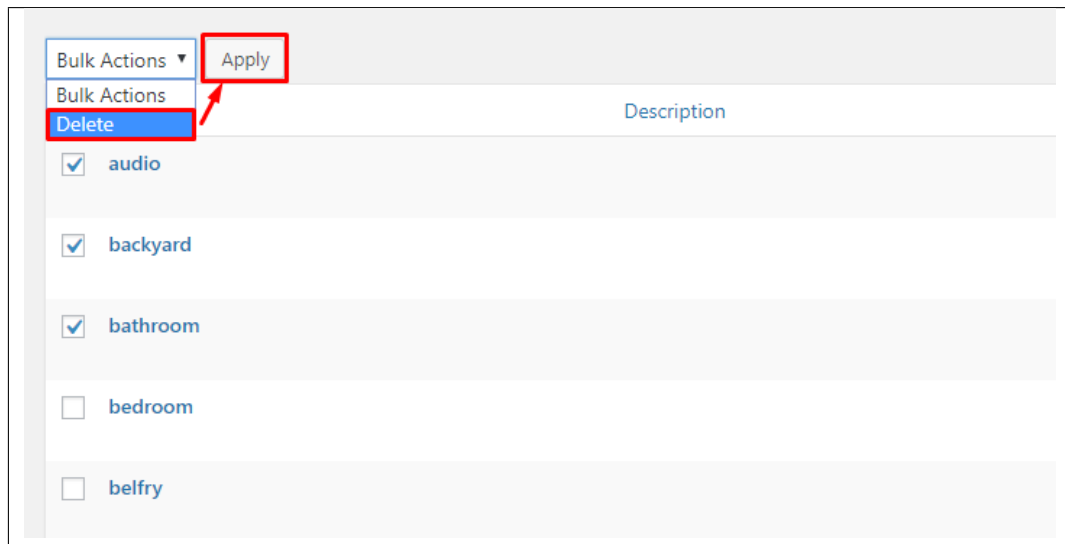 Bulk Actions Apply
Bulk Actions
Delete
Description
audio
backyard
bathroom
bedroom
belfry